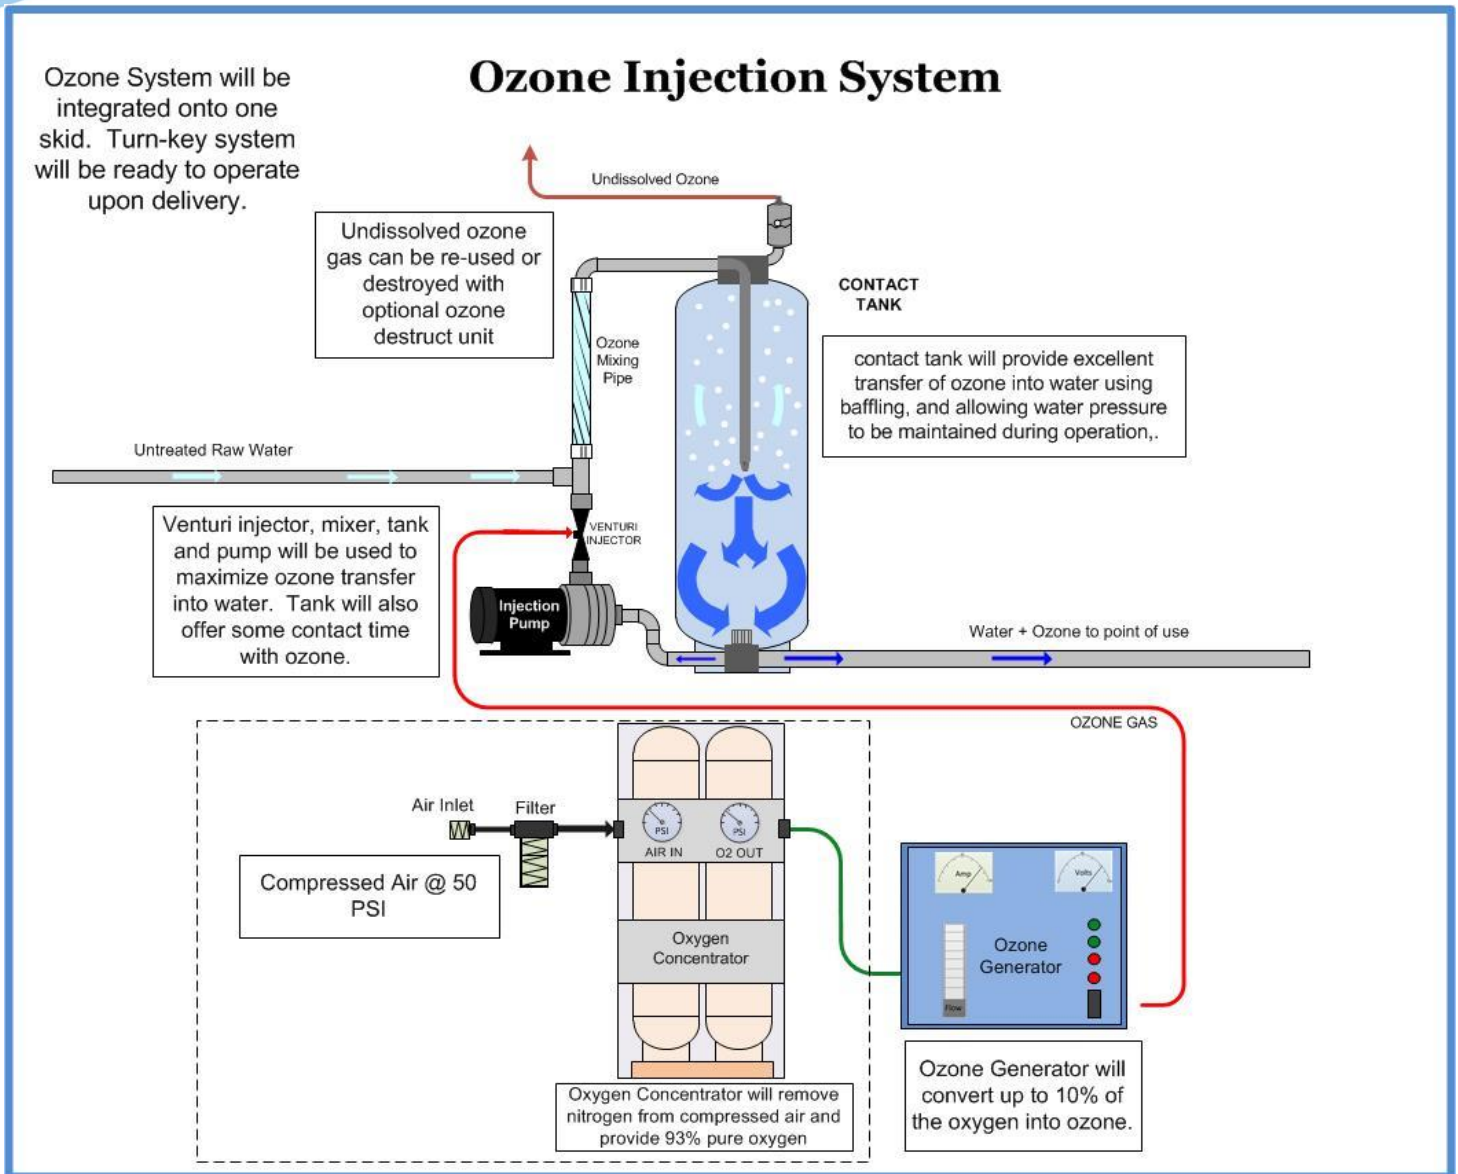 Ozone Injection System
Ozone System will be
integrated onto one
skid. Turn-key system
will be ready to operate
upon delivery.
Undissolved Ozone
Undissolved ozone
gas can be re-used or
destroyed with
optional ozone
destruct unit
CONTACT
TANK
Ozone
Mixing
Pipe
contact tank will provide excellent
transfer of ozone into water using
baffling, and allowing water pressure
to be maintained during operation,.
Untreated Raw Water
Venturi injector, mixer, tank
and pump will be used to
maximize ozone transfer
into water. Tank will also
offer some contact time
with ozone.
VENTURI
INJECTOR
Injection
Pump
Water + Ozone to point of use
OZONE GAS
Air Inlet
Filter
PSI
PSI
AIR IN
O2 OUT
Compressed Air @ 50
PSI
Oxygen
Concentrator
Amp
Volts
Ozone
Generator
Flow
Oxygen Concentrator will remove
nitrogen from compressed air and
provide 93% pure oxygen
Ozone Generator will
convert up to 10% of
the oxygen into ozone.